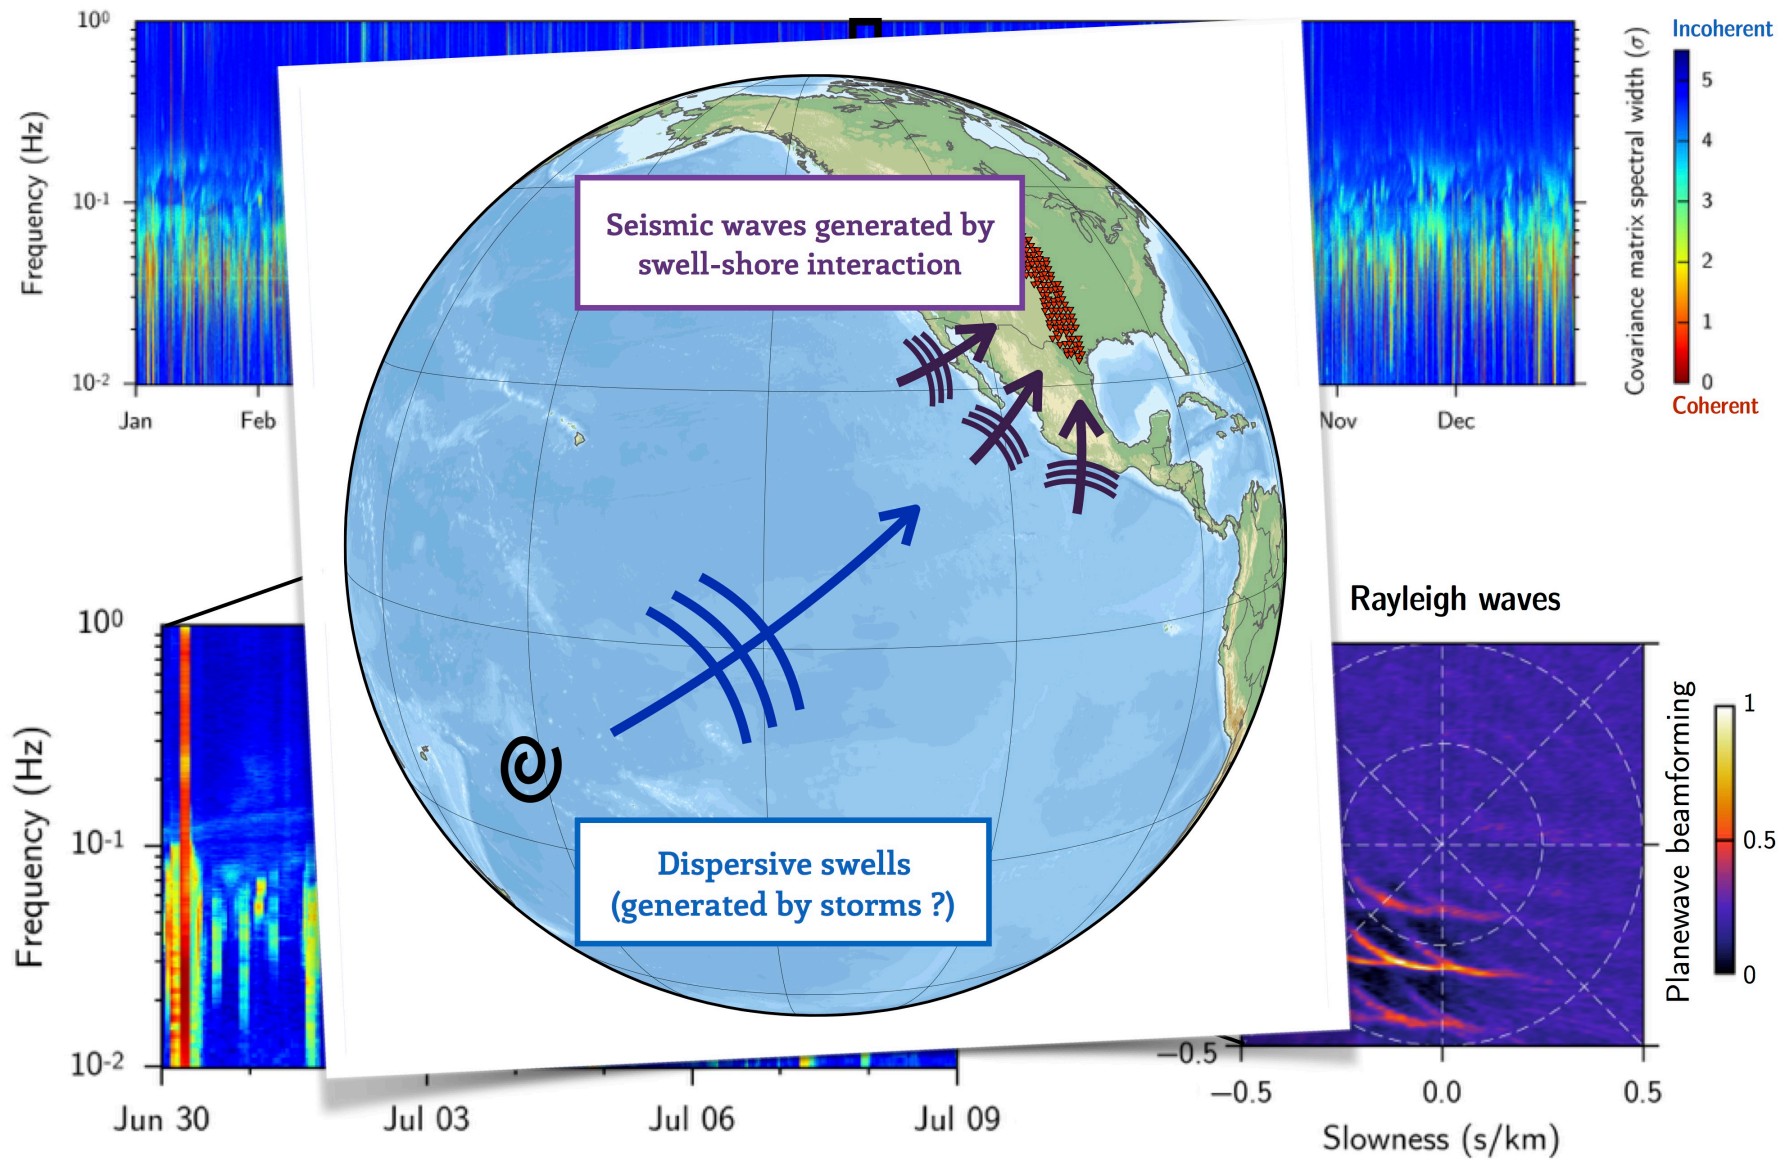 10⁰
10⁻¹
10⁻²
Frequency (Hz)
Jan
Feb
Nov
Dec
Incoherent
5
4
3
2
1
0
Coherent
Covariance matrix spectral width (σ)
Seismic waves generated by
swell-shore interaction
Dispersive swells
(generated by storms ?)
10⁰
10⁻¹
10⁻²
Frequency (Hz)
Jun 30
Jul 03
Jul 06
Jul 09
Rayleigh waves
−0.5
−0.5
0.0
0.5
Slowness (s/km)
Planewave beamforming
1
0.5
0